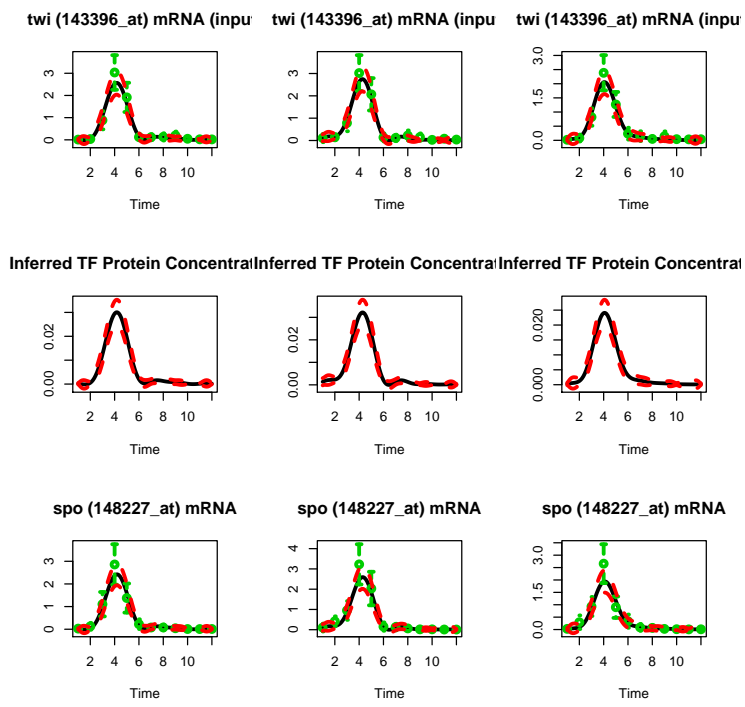 twi (143396_at) mRNA (input twi (143396_at) mRNA (input twi (143396_at) mRNA (input
3 3 3.0
2 2 1.5
1 1
0 0 0.0
2 4 6 8 10 2 4 6 8 10 2 4 6 8 10
Time Time Time
Inferred TF Protein Concentrat Inferred TF Protein Concentrat Inferred TF Protein Concentrat
0.02 0.02 0.020
0.00 0.00 0.000
2 4 6 8 10 2 4 6 8 10 2 4 6 8 10
Time Time Time
spo (148227_at) mRNA spo (148227_at) mRNA spo (148227_at) mRNA
3 4 3.0
2 3 1.5
1 2 0.0
0 1
0
2 4 6 8 10 2 4 6 8 10 2 4 6 8 10
Time Time Time